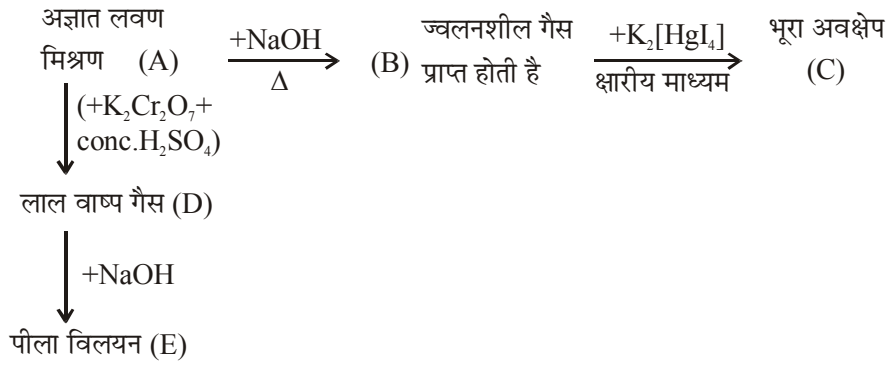 अज्ञात लवण
मिश्रण (A)
+NaOH
Δ
(B) ज्वलनशील गैस
प्राप्त होती है
+K₂[HgI₄]
क्षारीय माध्यम
भूरा अवक्षेप
(C)
(+K₂Cr₂O₇+
conc.H₂SO₄)
लाल वाष्प गैस (D)
+NaOH
पीला विलयन (E)